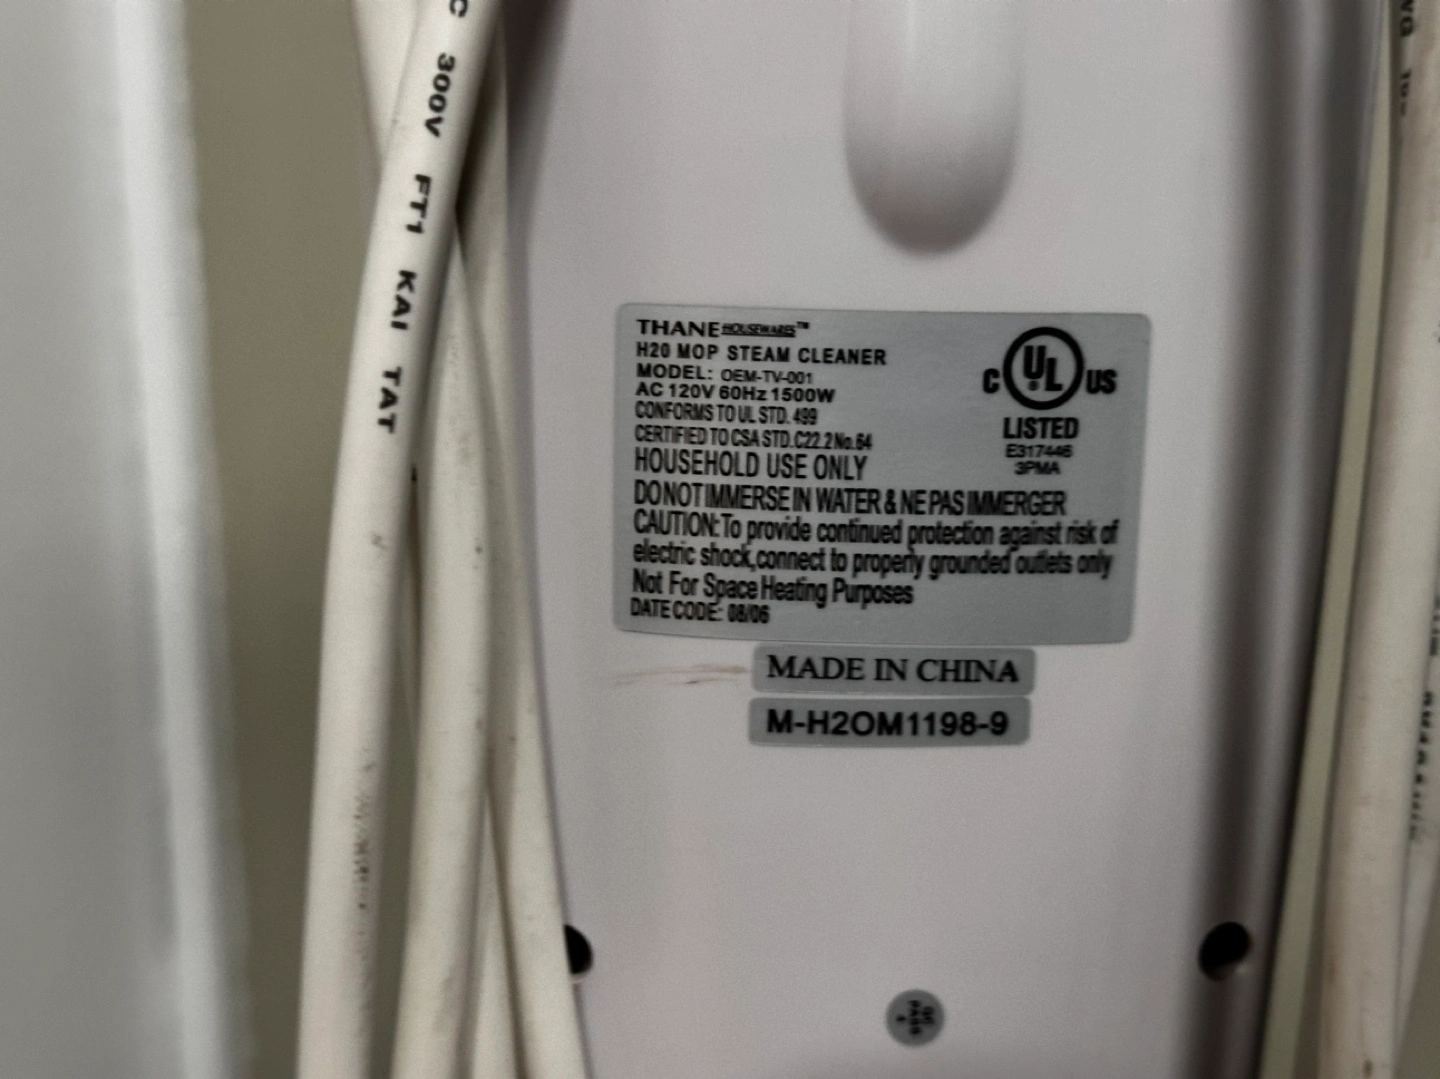 C 300V FT1 KAI TAT
THANE HOUSEWARES™
H20 MOP STEAM CLEANER
MODEL: OEM-TV-001
AC 120V 60Hz 1500W
CONFORMS TO UL STD. 499
CERTIFIED TO CSA STD.C22.2 No.64
HOUSEHOLD USE ONLY
DO NOT IMMERSE IN WATER & NE PAS IMMERGER
CAUTION: To provide continued protection against risk of
electric shock,connect to properly grounded outlets only
Not For Space Heating Purposes
DATE CODE: 08/06
C UL US
LISTED
E317446
3PMA
MADE IN CHINA
M-H2OM1198-9
QC
PASS